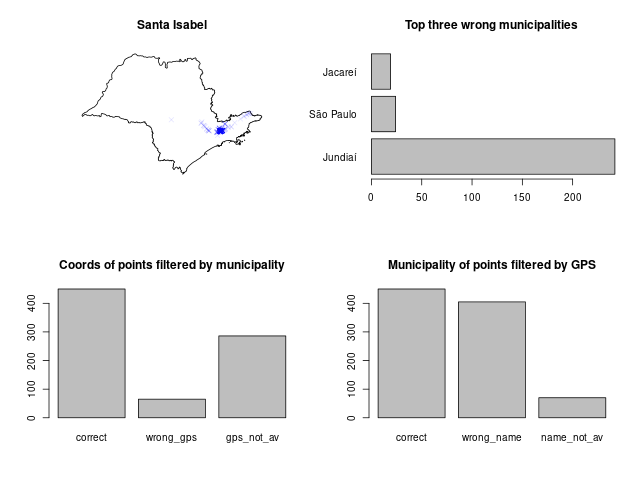 Santa Isabel
Top three wrong municipalities
Jacareí
São Paulo
Jundiaí
0 50 100 150 200
Coords of points filtered by municipality
0 100 200 300 400
correct wrong_gps gps_not_av
Municipality of points filtered by GPS
0 100 200 300 400
correct wrong_name name_not_av